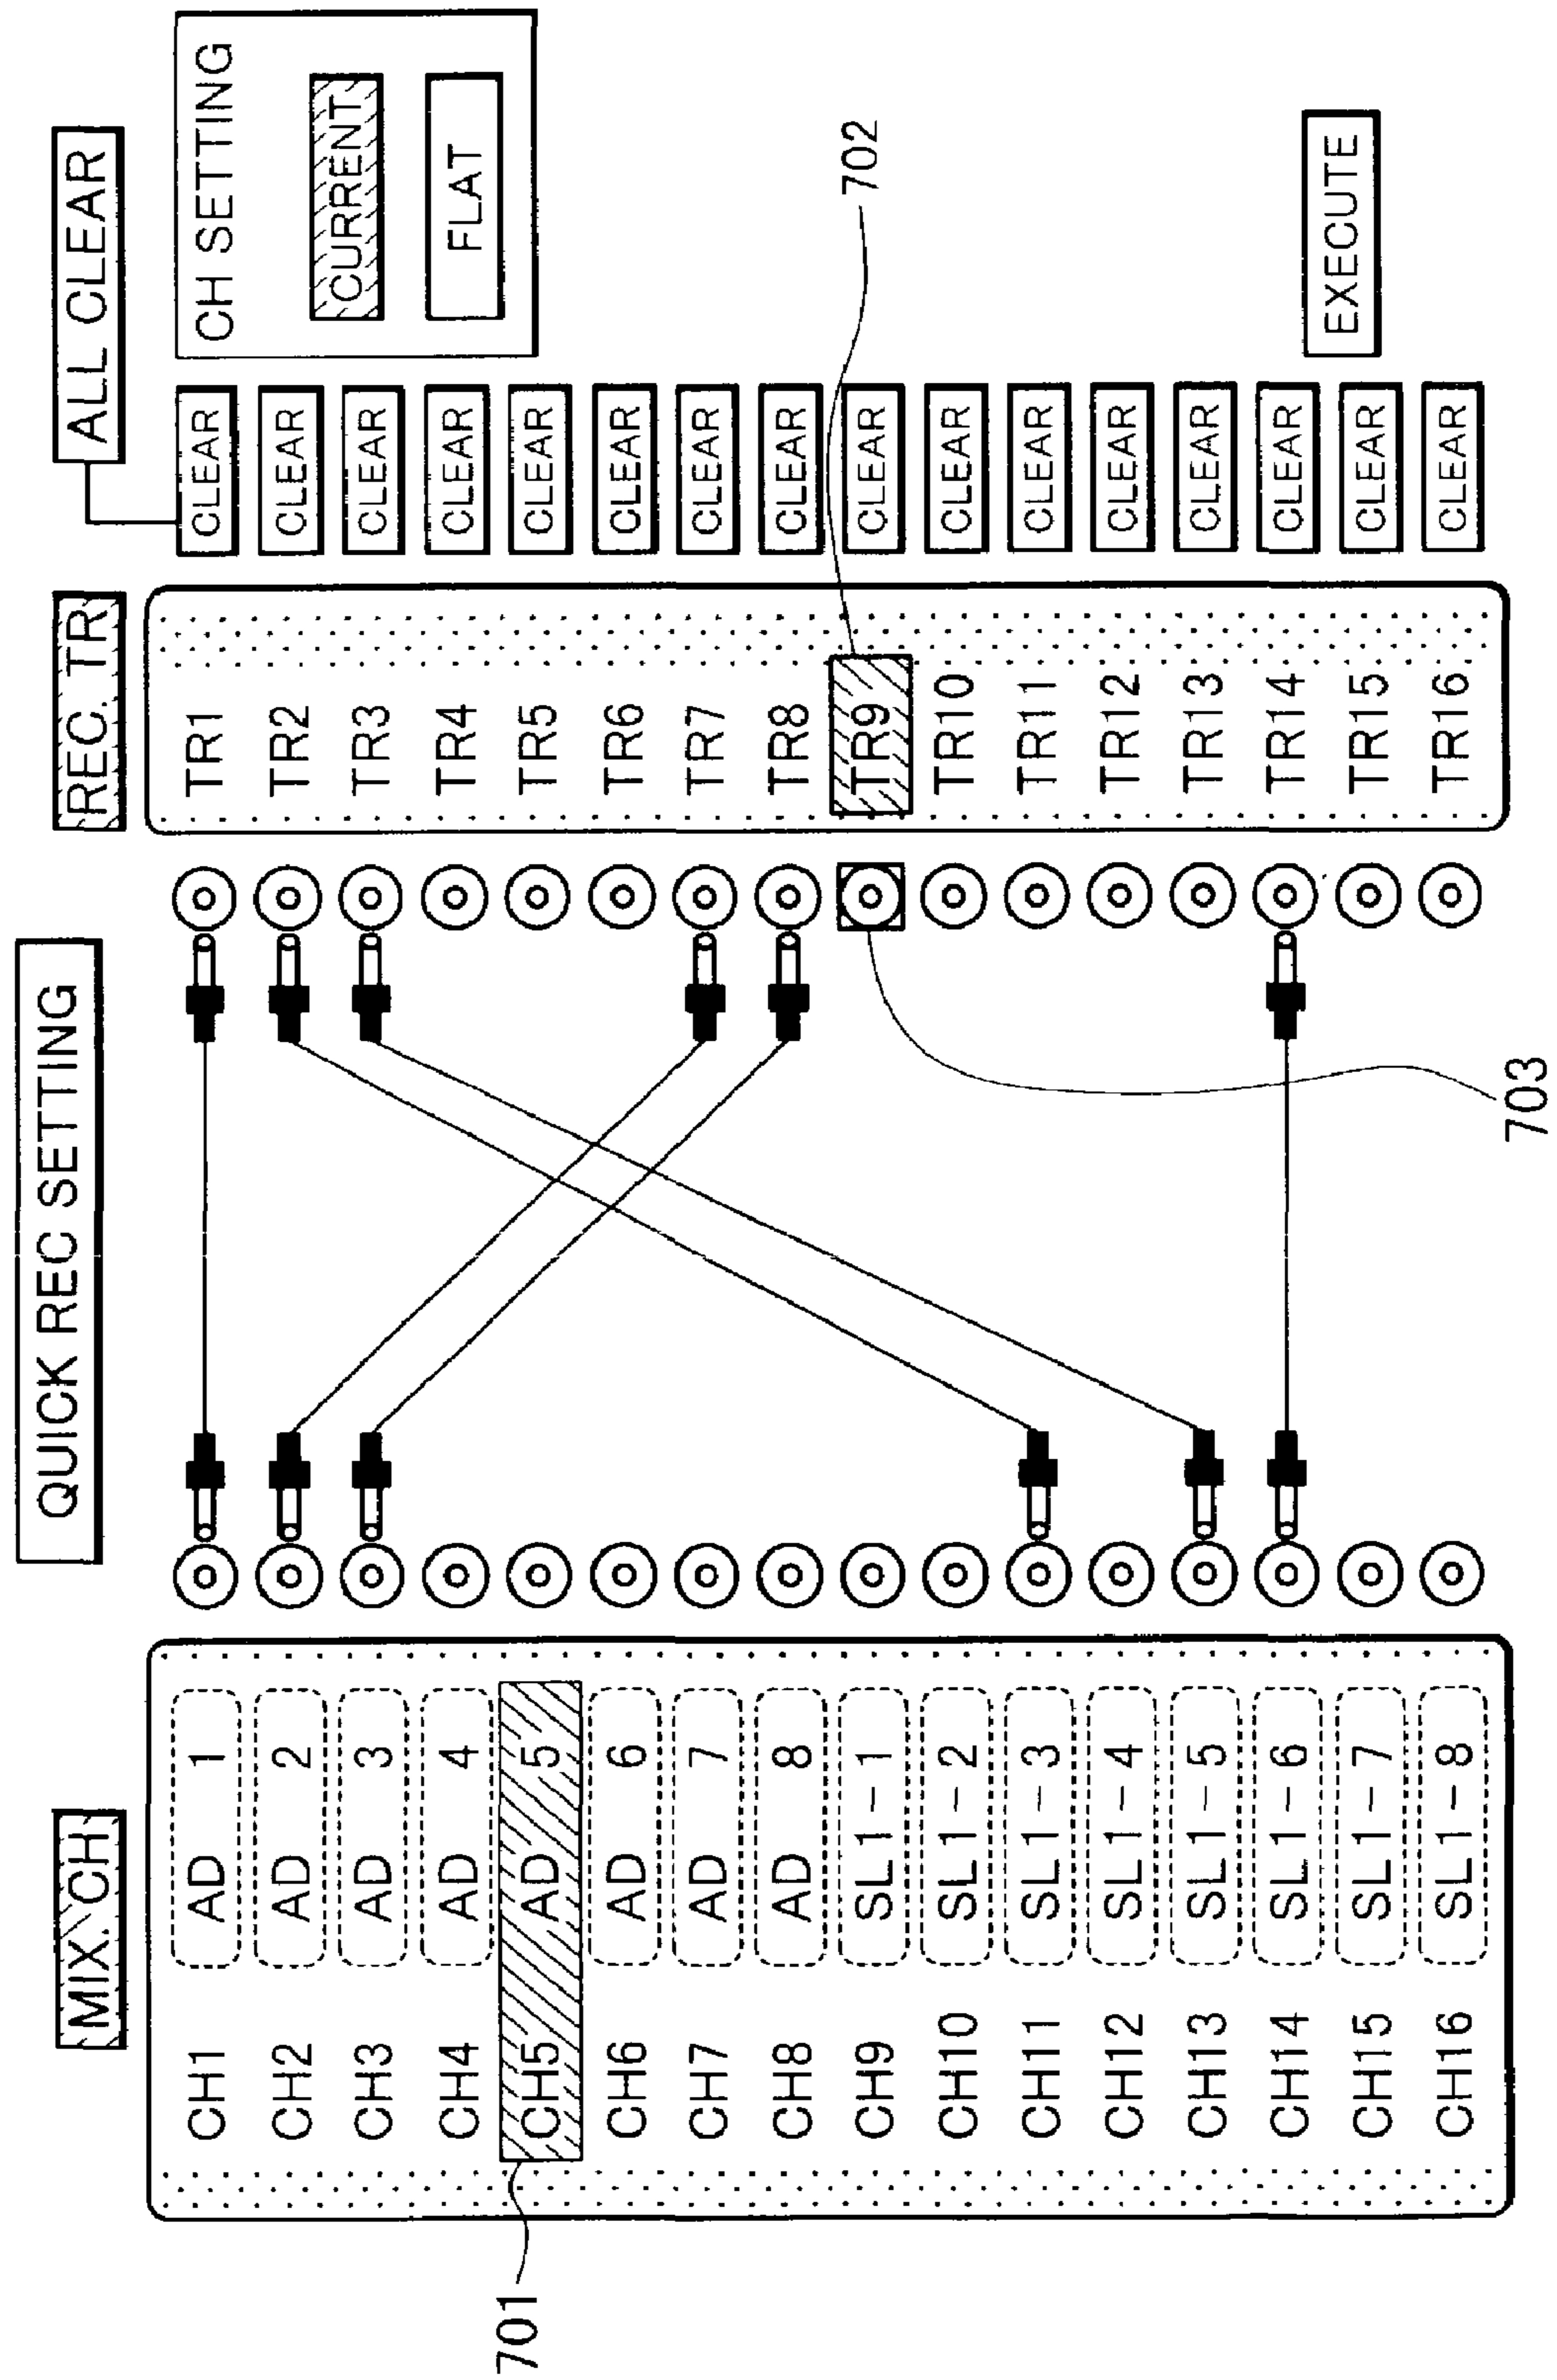 QUICK REC SETTING
MIX. CH
REC. TR
ALL CLEAR
CH1 AD 1
CH2 AD 2
CH3 AD 3
CH4 AD 4
CH5 AD 5
CH6 AD 6
CH7 AD 7
CH8 AD 8
CH9 SL1-1
CH10 SL1-2
CH11 SL1-3
CH12 SL1-4
CH13 SL1-5
CH14 SL1-6
CH15 SL1-7
CH16 SL1-8
TR1 CLEAR
TR2 CLEAR
TR3 CLEAR
TR4 CLEAR
TR5 CLEAR
TR6 CLEAR
TR7 CLEAR
TR8 CLEAR
TR9 CLEAR
TR10 CLEAR
TR11 CLEAR
TR12 CLEAR
TR13 CLEAR
TR14 CLEAR
TR15 CLEAR
TR16 CLEAR
CH SETTING
CURRENT
FLAT
EXECUTE
701
702
703